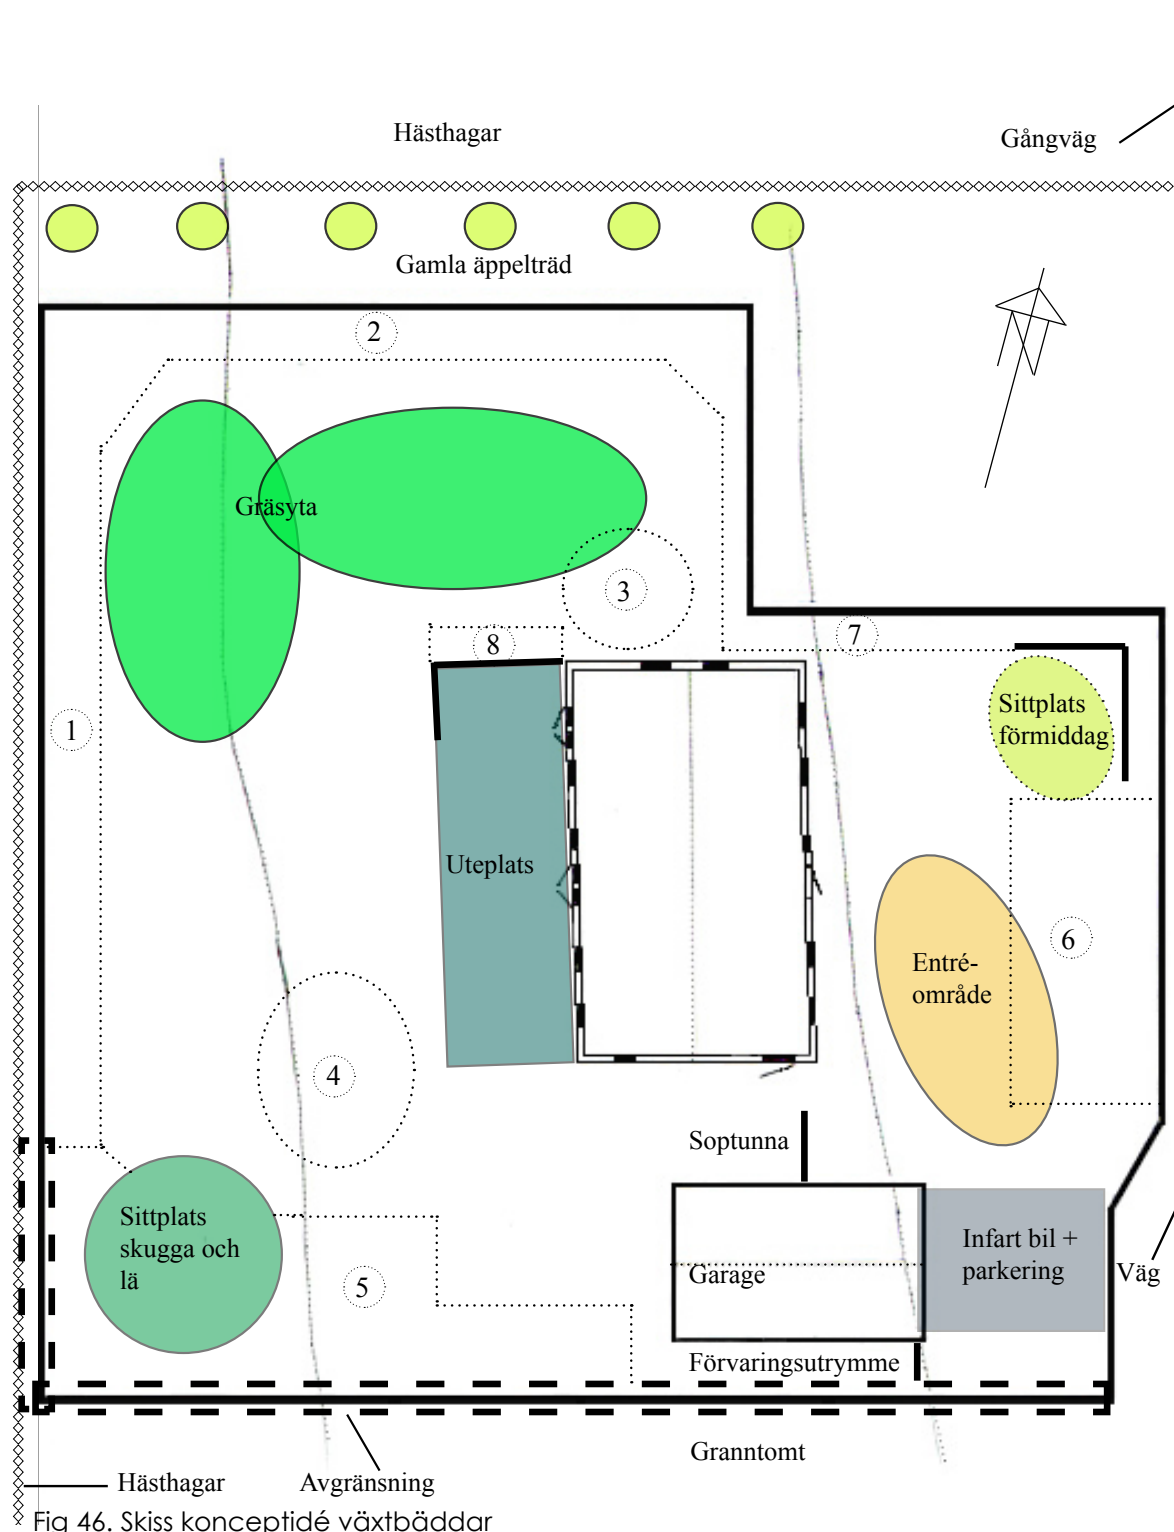 Hästhagar
Gångväg
Gamla äppelträd
2
Gräsyta
3
7
8
1
Sittplats
förmiddag
Uteplats
6
Entré-
område
4
Soptunna
Sittplats
skugga och
lä
Infart bil +
parkering
5
Garage
Väg
Förvaringsutrymme
Granntomt
Hästhagar
Avgränsning
Fig 46. Skiss konceptidé växtbäddar